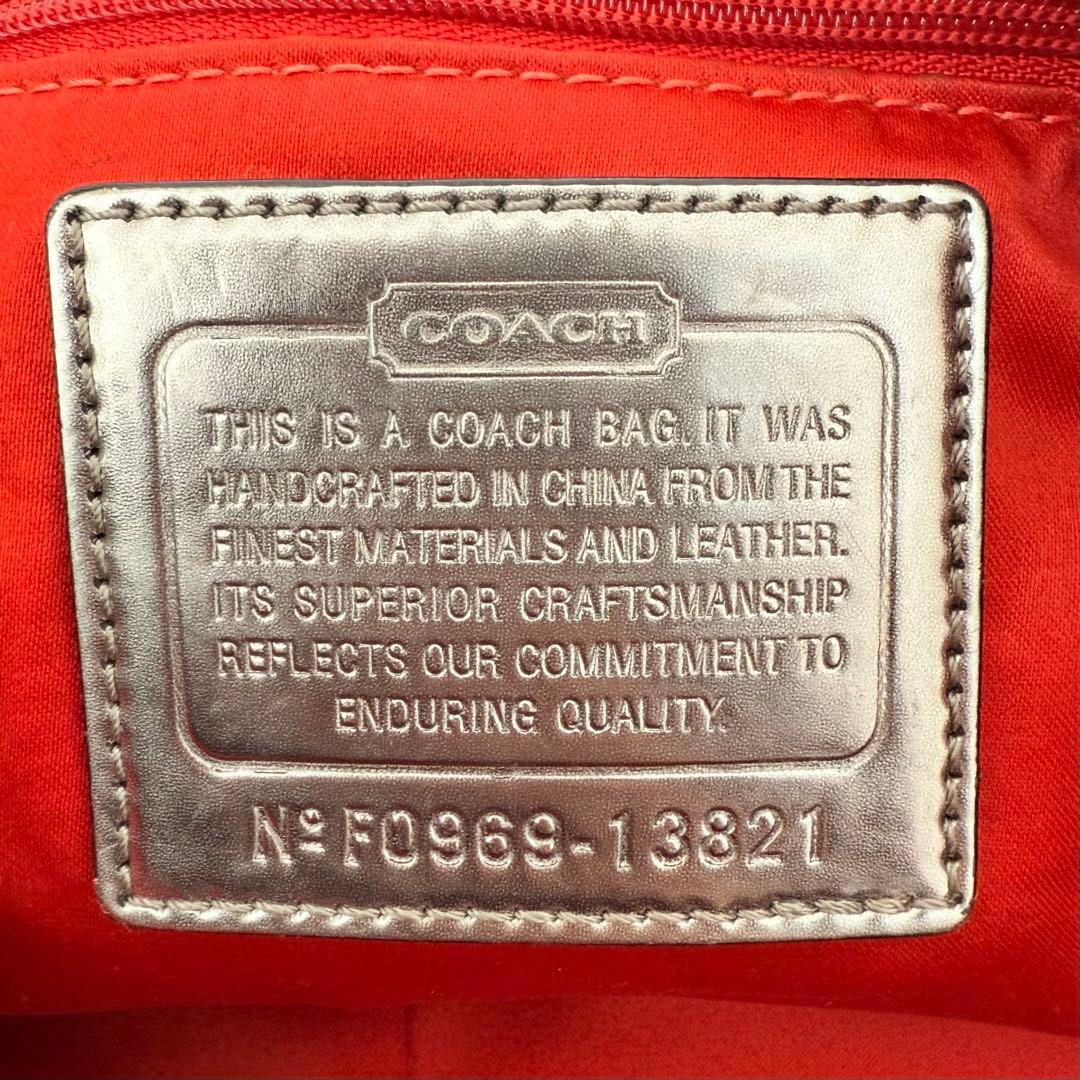 COACH
THIS IS A COACH BAG. IT WAS
HANDCRAFTED IN CHINA FROM THE
FINEST MATERIALS AND LEATHER.
ITS SUPERIOR CRAFTSMANSHIP
REFLECTS OUR COMMITMENT TO
ENDURING QUALITY.
Nº F0969-13821